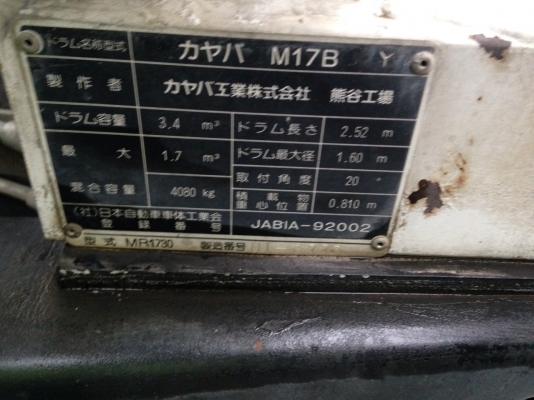 ドラム名称型式 カヤバ M17B Y
製作者 カヤバ工業株式会社 熊谷工場
ドラム容量 3.4 m³ ドラム長さ 2.52 m
最大 1.7 m³ ドラム最大径 1.60 m
混合容量 4080 kg 取付角度 20°
積載物重心位置 0.810 m
(社)日本自動車車体工業会
登録番号 JABIA-92002
型式 MR1730 製造番号